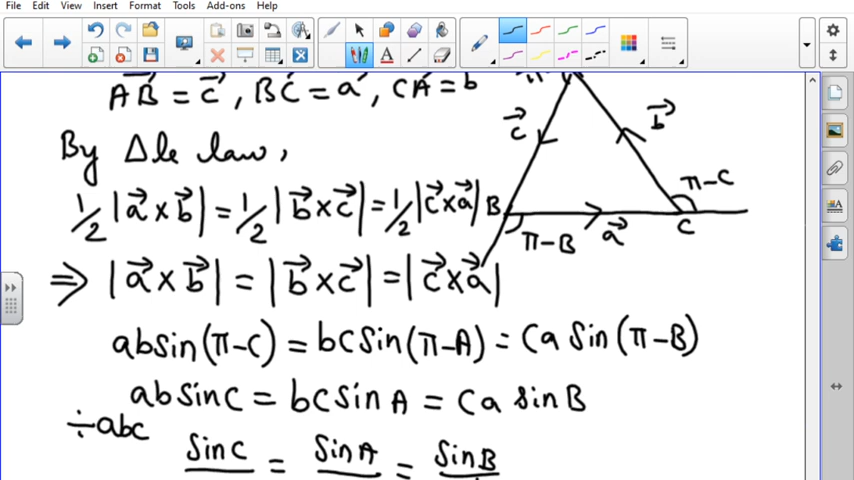 File Edit View Insert Format Tools Add-ons Help
AB⃗ = c⃗, BC⃗ = a⃗, CA⃗ = b⃗
By Δle law,
1/2 |a⃗ × b⃗| = 1/2 |b⃗ × c⃗| = 1/2 |c⃗ × a⃗|
⇒ |a⃗ × b⃗| = |b⃗ × c⃗| = |c⃗ × a⃗|
ab sin(π-C) = bc sin(π-A) = ca sin(π-B)
ab sin C = bc sin A = ca sin B
÷abc
Sin C = Sin A = Sin B
c⃗
b⃗
π-C
B
π-B
a⃗
C